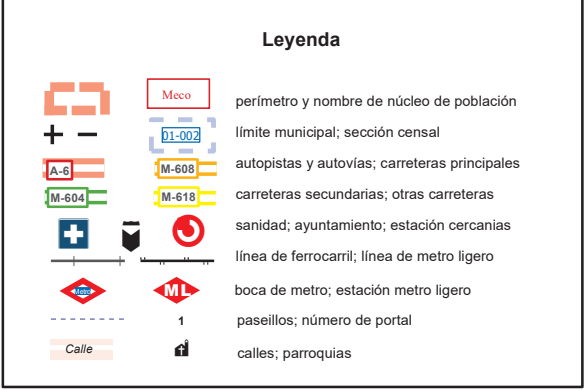 Leyenda
Meco perímetro y nombre de núcleo de población
01-002 límite municipal; sección censal
A-6 M-608 autopistas y autovías; carreteras principales
M-604 M-618 carreteras secundarias; otras carreteras
sanidad; ayuntamiento; estación cercanias
línea de ferrocarril; línea de metro ligero
Metro ML boca de metro; estación metro ligero
1 paseillos; número de portal
Calle calles; parroquias